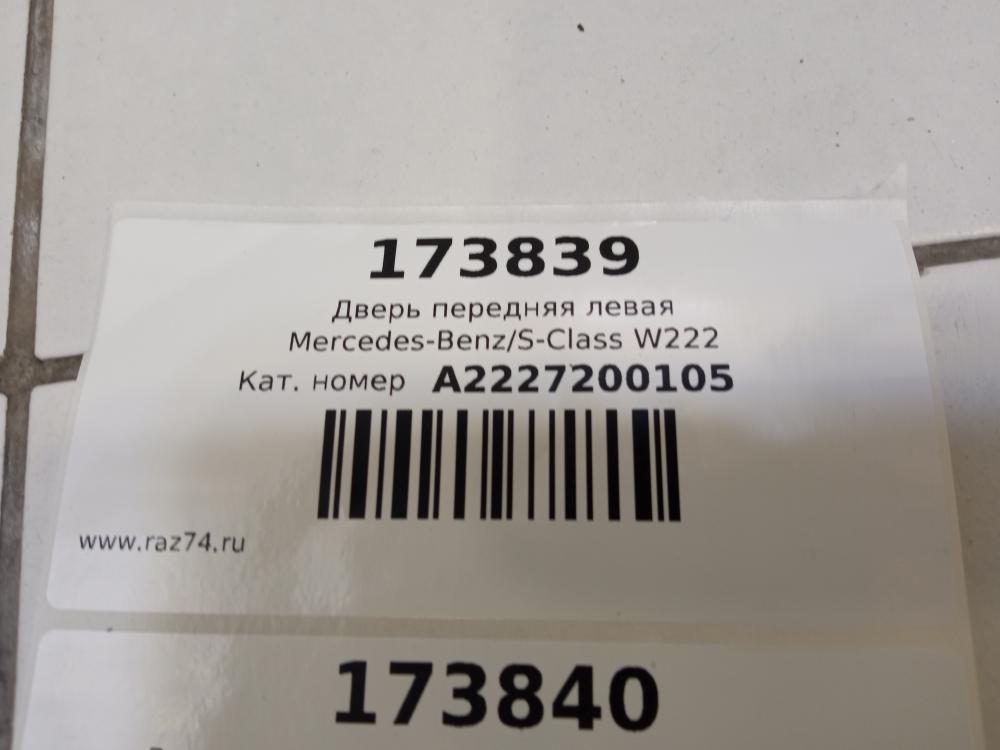 173839
Дверь передняя левая
Mercedes-Benz/S-Class W222
Кат. номер A2227200105
www.raz74.ru
173840